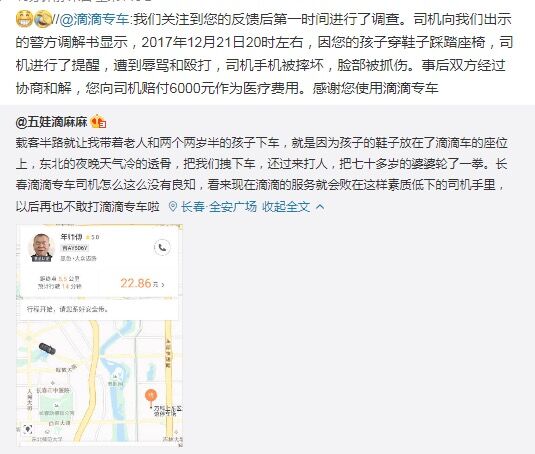 //@滴滴专车:我们关注到您的反馈后第一时间进行了调查。司机向我们出示
的警方调解书显示，2017年12月21日20时左右，因您的孩子穿鞋子踩踏座椅，司
机进行了提醒，遭到辱骂和殴打，司机手机被摔坏，脸部被抓伤。事后双方经过
协商和解，您向司机赔付6000元作为医疗费用。感谢您使用滴滴专车
@五娃滴麻麻
载客半路就让我带着老人和两个两岁半的孩子下车，就是因为孩子的鞋子放在了滴滴车的座位
上，东北的夜晚天气冷的透骨，把我们拽下车，还过来打人，把七十多岁的婆婆轮了一拳。长
春滴滴专车司机怎么这么没有良知，看来现在滴滴的服务就会败在这样素质低下的司机手里，
以后再也不敢打滴滴专车啦 长春·全安广场 收起全文
5.0
5.5 公里
预计行驶 14 分钟
22.86元
行程开始，请您系好安全带。